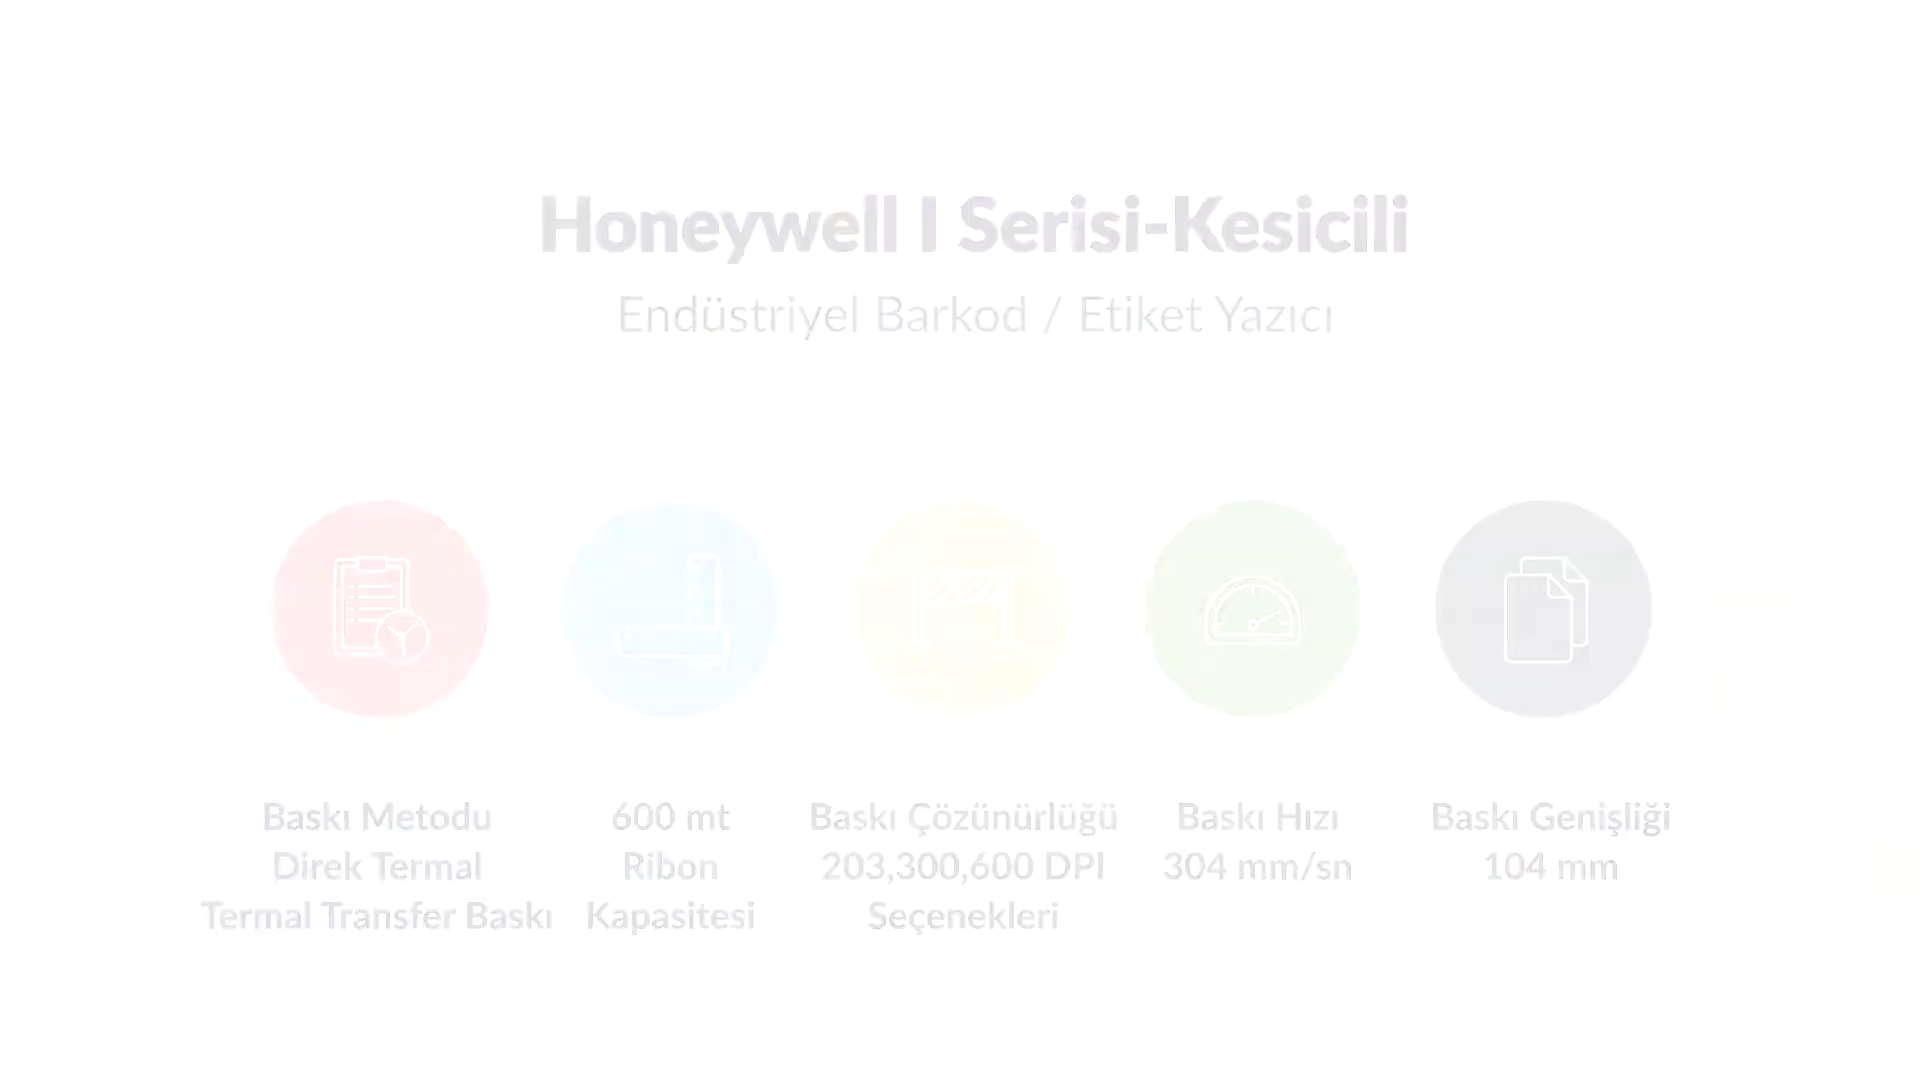 Honeywell I Serisi-Kesicili
Endüstriyel Barkod / Etiket Yazıcı
Baskı Metodu
Direk Termal
Termal Transfer Baskı
600 mt
Ribon
Kapasitesi
Baskı Çözünürlüğü
203,300,600 DPI
Seçenekleri
Baskı Hızı
304 mm/sn
Baskı Genişliği
104 mm